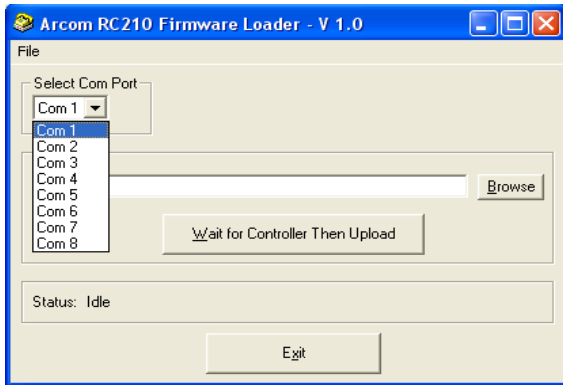 Arcom RC210 Firmware Loader - V 1.0
File
Select Com Port
Com 1
Com 1
Com 2
Com 3
Com 4
Com 5
Com 6
Com 7
Com 8
Browse
Wait for Controller Then Upload
Status: Idle
Exit